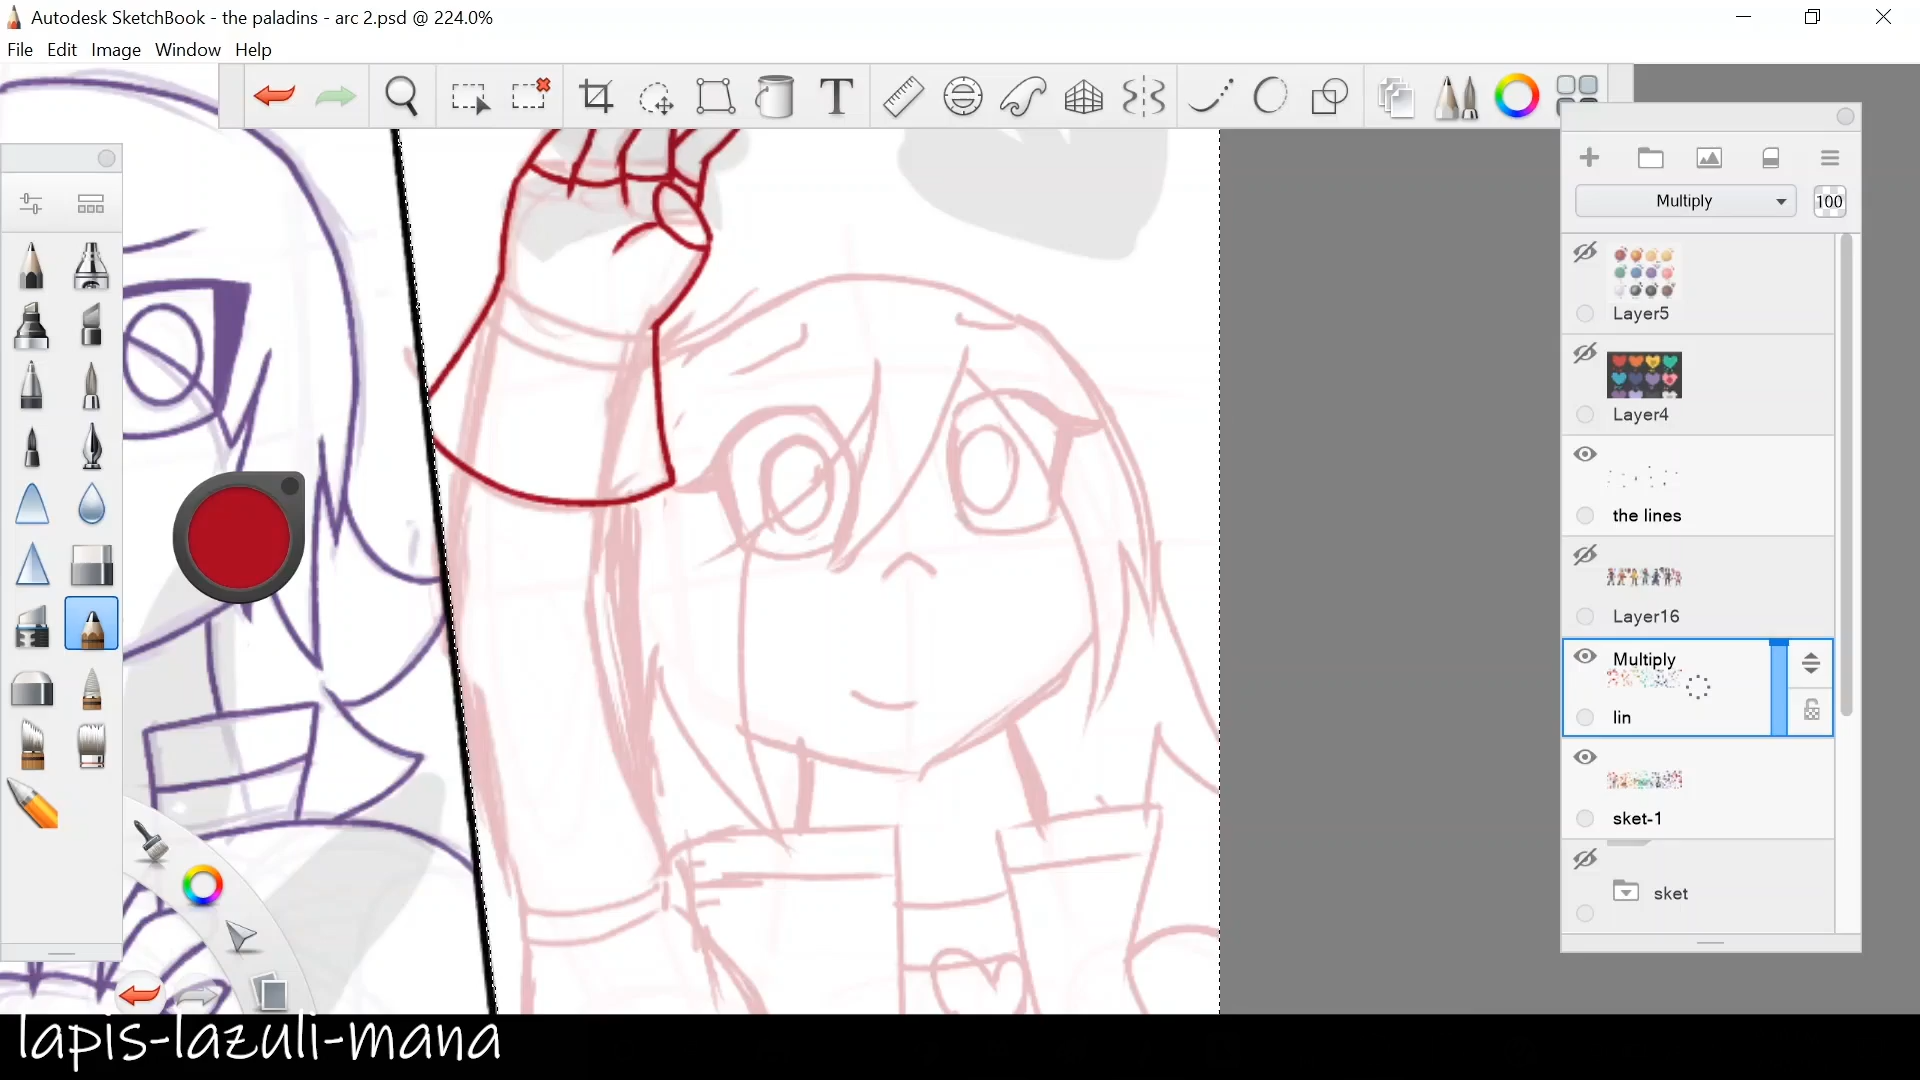 Autodesk SketchBook - the paladins - arc 2.psd @ 224.0%
File Edit Image Window Help
T
Multiply 100
Layer5
Layer4
the lines
Layer16
Multiply
lin
sket-1
sket
lapis-lazuli-mana